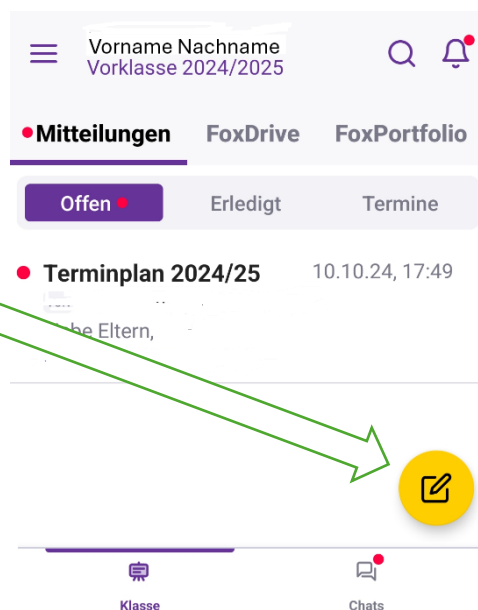 Vorname Nachname
Vorklasse 2024/2025
Mitteilungen FoxDrive FoxPortfolio
Offen Erledigt Termine
Terminplan 2024/25 10.10.24, 17:49
Eltern,
Klasse Chats